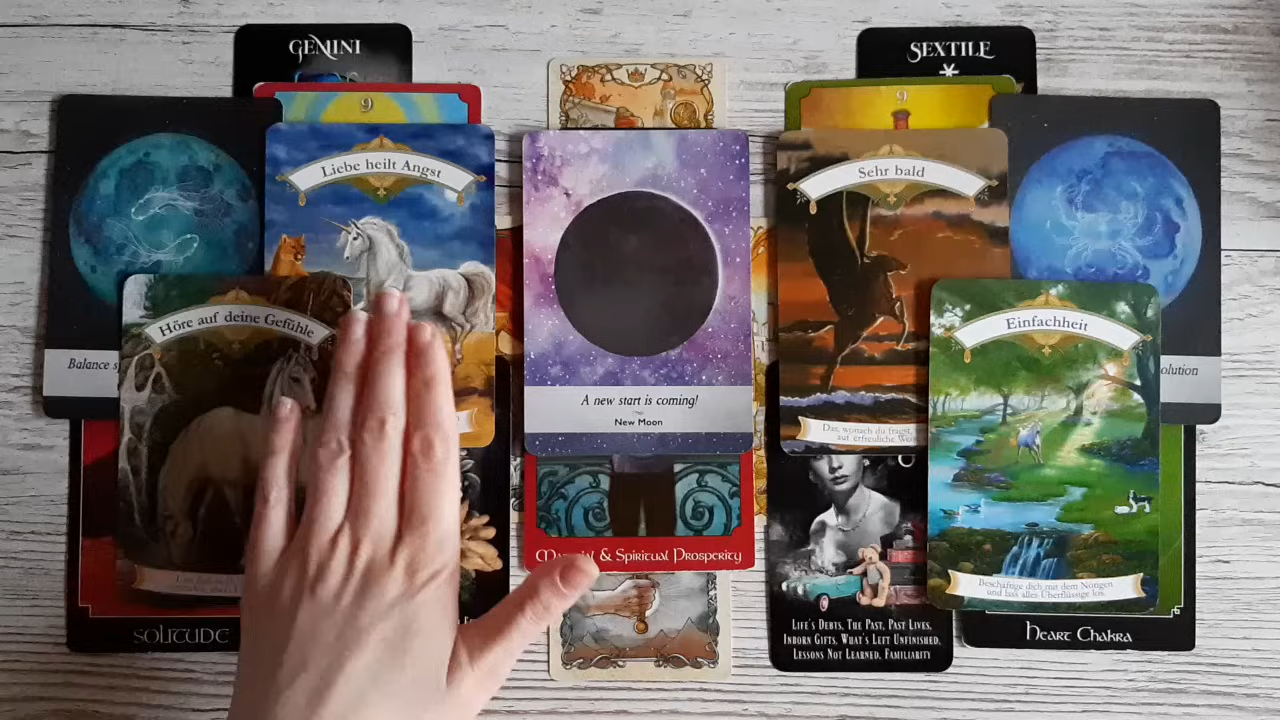 GEMINI
SEXTILE
9
9
Liebe heilt Angst
Sehr bald
Höre auf deine Gefühle
Einfachheit
Balance
olution
A new start is coming!
New Moon
Das, wonach du fragst,
auf erfreuliche Weis
& Spiritual Prosperity
Beschäftige dich mit dem Nötigen
und lass alles Überflüssige los.
Life's Debts, The Past, Past Lives,
Inborn Gifts, What's Left Unfinished,
Lessons Not Learned, Familiarity
Solitude
Heart Chakra